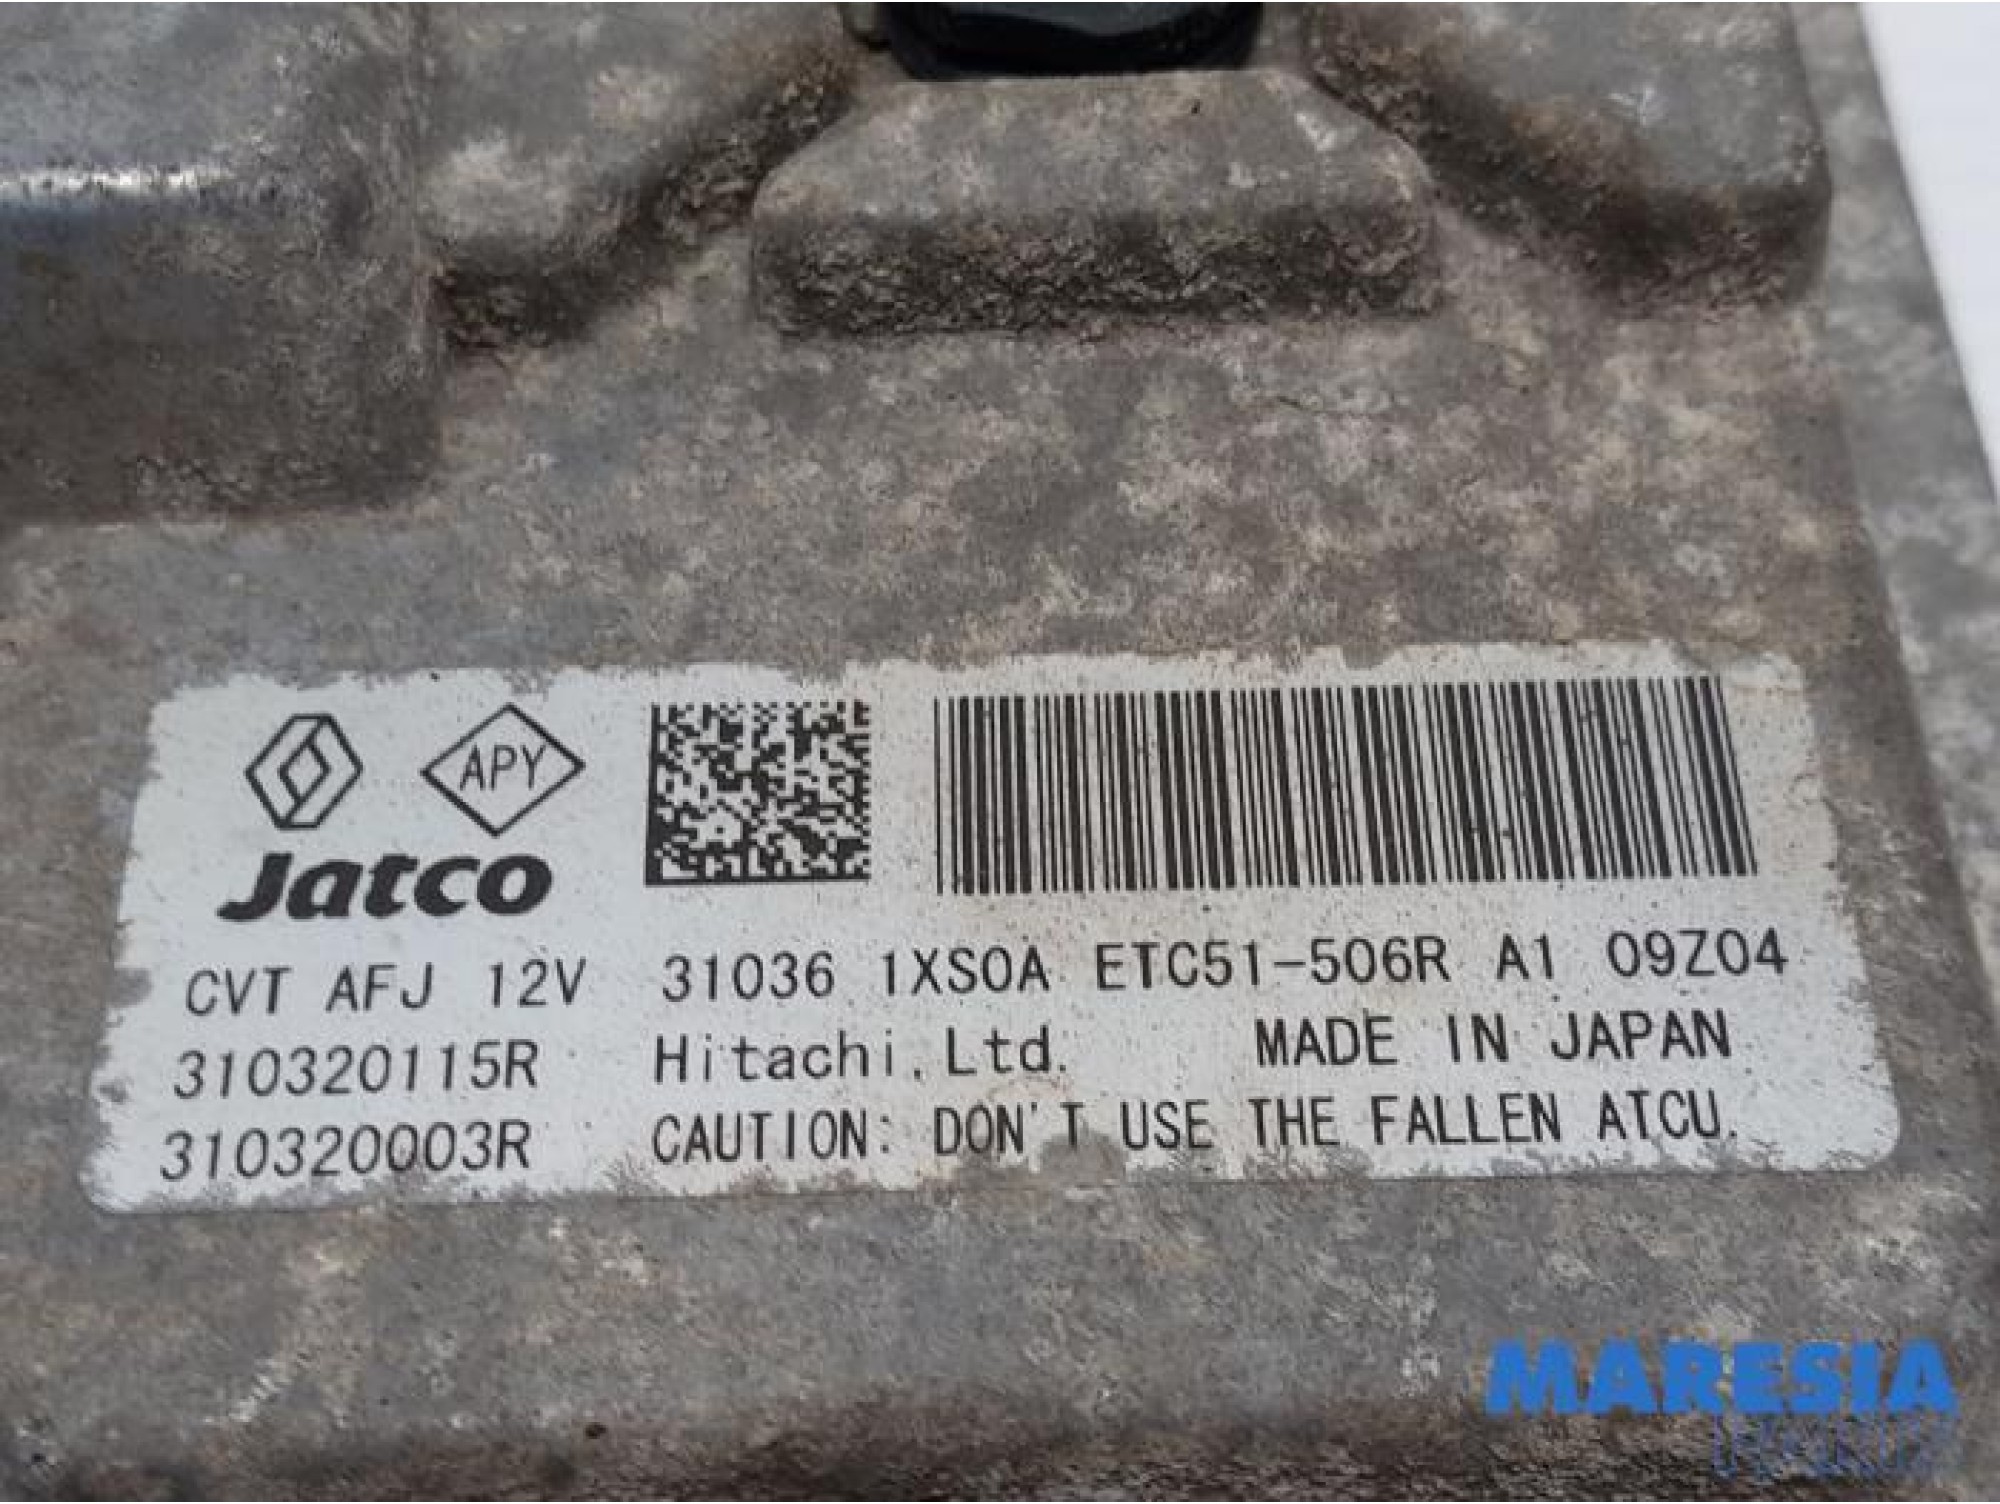 APY
Jatco
CVT AFJ 12V 31036 1XS0A ETC51-506R A1 09Z04
310320115R Hitachi, Ltd. MADE IN JAPAN
310320003R CAUTION: DON'T USE THE FALLEN ATCU.
MARESIA